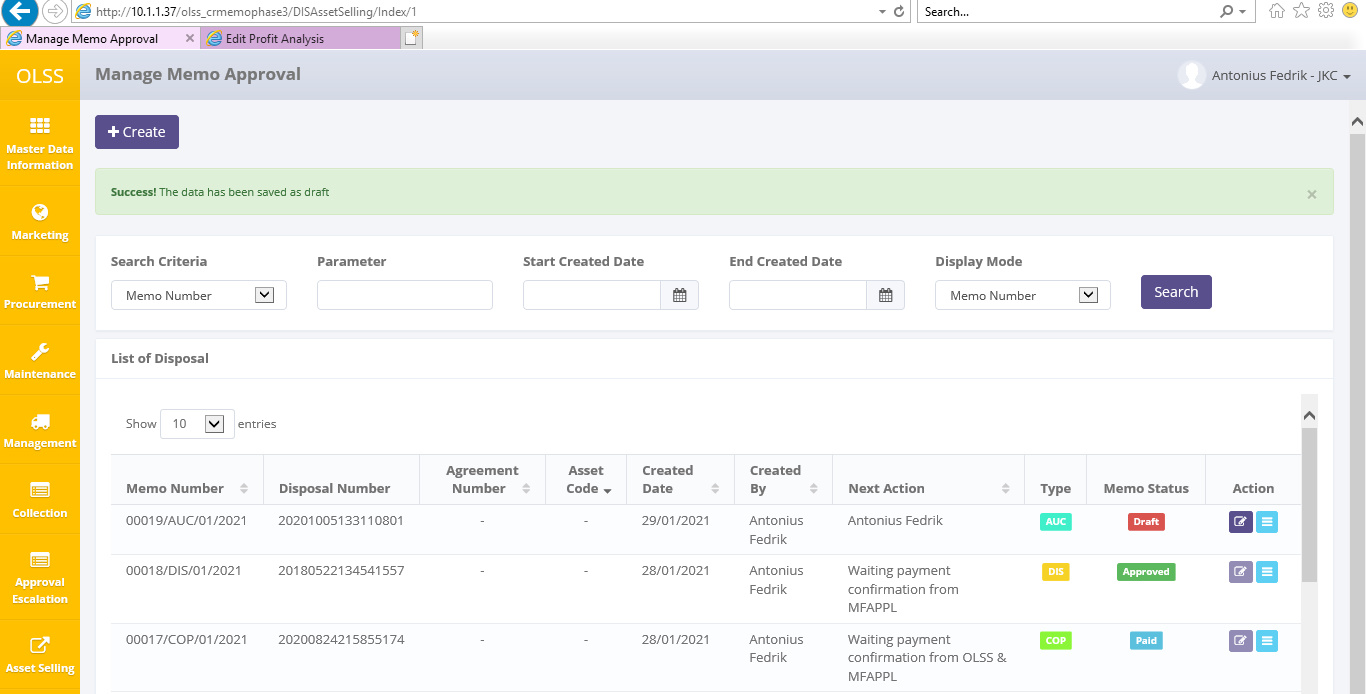 http://10.1.1.37/olss_crmemophase3/DISAssetSelling/Index/1
Search...
Manage Memo Approval
Edit Profit Analysis
OLSS
Manage Memo Approval
Antonius Fedrik - JKC
Master Data
Information
Marketing
Procurement
Maintenance
Management
Collection
Approval
Escalation
Asset Selling
Create
Success! The data has been saved as draft
Search Criteria Parameter Start Created Date End Created Date Display Mode
Memo Number Memo Number Search
List of Disposal
Show 10 entries
Memo Number Disposal Number Agreement Number Asset Code Created Date Created By Next Action Type Memo Status Action
00019/AUC/01/2021 20201005133110801 - - 29/01/2021 Antonius Fedrik Antonius Fedrik AUC Draft
00018/DIS/01/2021 20180522134541557 - - 28/01/2021 Antonius Fedrik Waiting payment confirmation from MFAPPL DIS Approved
00017/COP/01/2021 20200824215855174 - - 28/01/2021 Antonius Fedrik Waiting payment confirmation from OLSS & MFAPPL COP Paid